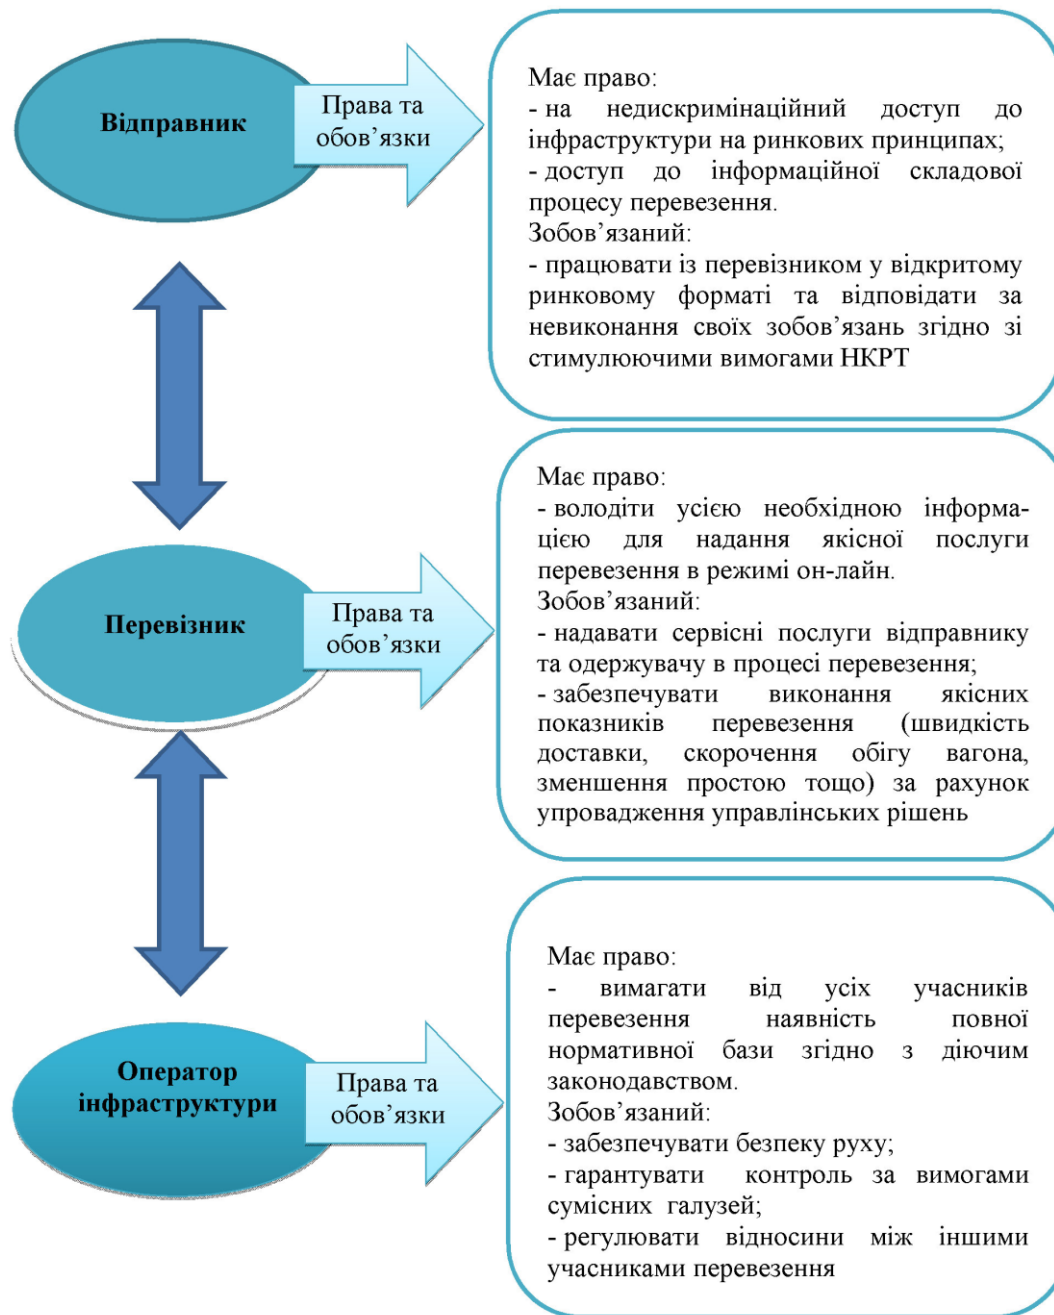 Відправник
Права та
обов’язки
Має право:
- на недискримінаційний доступ до
інфраструктури на ринкових принципах;
- доступ до інформаційної складової
процесу перевезення.
Зобов’язаний:
- працювати із перевізником у відкритому
ринковому форматі та відповідати за
невиконання своїх зобов’язань згідно зі
стимулюючими вимогами НКРТ
Перевізник
Права та
обов’язки
Має право:
- володіти усією необхідною інформа-
цією для надання якісної послуги
перевезення в режимі он-лайн.
Зобов’язаний:
- надавати сервісні послуги відправнику
та одержувачу в процесі перевезення;
- забезпечувати виконання якісних
показників перевезення (швидкість
доставки, скорочення обігу вагона,
зменшення простою тощо) за рахунок
упровадження управлінських рішень
Оператор
інфраструктури
Права та
обов’язки
Має право:
- вимагати від усіх учасників
перевезення наявність повної
нормативної бази згідно з діючим
законодавством.
Зобов’язаний:
- забезпечувати безпеку руху;
- гарантувати контроль за вимогами
сумісних галузей;
- регулювати відносини між іншими
учасниками перевезення